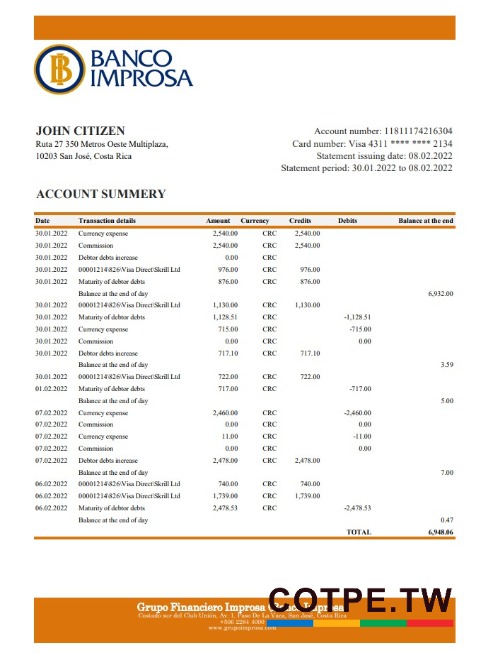 BANCO
IMPROSA
JOHN CITIZEN
Ruta 27 350 Metros Oeste Multiplaza,
10203 San José, Costa Rica
Account number: 11811174216304
Card number: Visa 4311 **** **** 2134
Statement issuing date: 08.02.2022
Statement period: 30.01.2022 to 08.02.2022
ACCOUNT SUMMERY
Date Transaction details Amount Currency Credits Debits Balance at the end
30.01.2022 Currency expense 2,540.00 CRC 2,540.00
30.01.2022 Commission 2,540.00 CRC 2,540.00
30.01.2022 Debtor debts increase 0.00 CRC
30.01.2022 00001214\826\Visa Direct\Skrill Ltd 976.00 CRC 976.00
30.01.2022 Maturity of debtor debts 876.00 CRC 876.00
Balance at the end of day 6,932.00
30.01.2022 00001214\826\Visa Direct\Skrill Ltd 1,130.00 CRC 1,130.00
30.01.2022 Maturity of debtor debts 1,128.51 CRC -1,128.51
30.01.2022 Currency expense 715.00 CRC -715.00
30.01.2022 Commission 0.00 CRC 0.00
30.01.2022 Debtor debts increase 717.10 CRC 717.10
Balance at the end of day 3.59
30.01.2022 00001214\826\Visa Direct\Skrill Ltd 722.00 CRC 722.00
01.02.2022 Maturity of debtor debts 717.00 CRC -717.00
Balance at the end of day 5.00
07.02.2022 Currency expense 2,460.00 CRC -2,460.00
07.02.2022 Commission 0.00 CRC 0.00
07.02.2022 Currency expense 11.00 CRC -11.00
07.02.2022 Commission 0.00 CRC 0.00
07.02.2022 Debtor debts increase 2,478.00 CRC 2,478.00
Balance at the end of day 7.00
06.02.2022 00001214\826\Visa Direct\Skrill Ltd 740.00 CRC 740.00
06.02.2022 00001214\826\Visa Direct\Skrill Ltd 1,739.00 CRC 1,739.00
06.02.2022 Maturity of debtor debts 2,478.53 CRC -2,478.53
Balance at the end of day 0.47
TOTAL 6,948.06
Grupo Financiero Improsa
COTPE.TW
Costado sur del Club Unión, Av. 1, Paso De La Vaca, San Jose, Costa Rica
+506 2284 4000
www.grupoimprosa.com